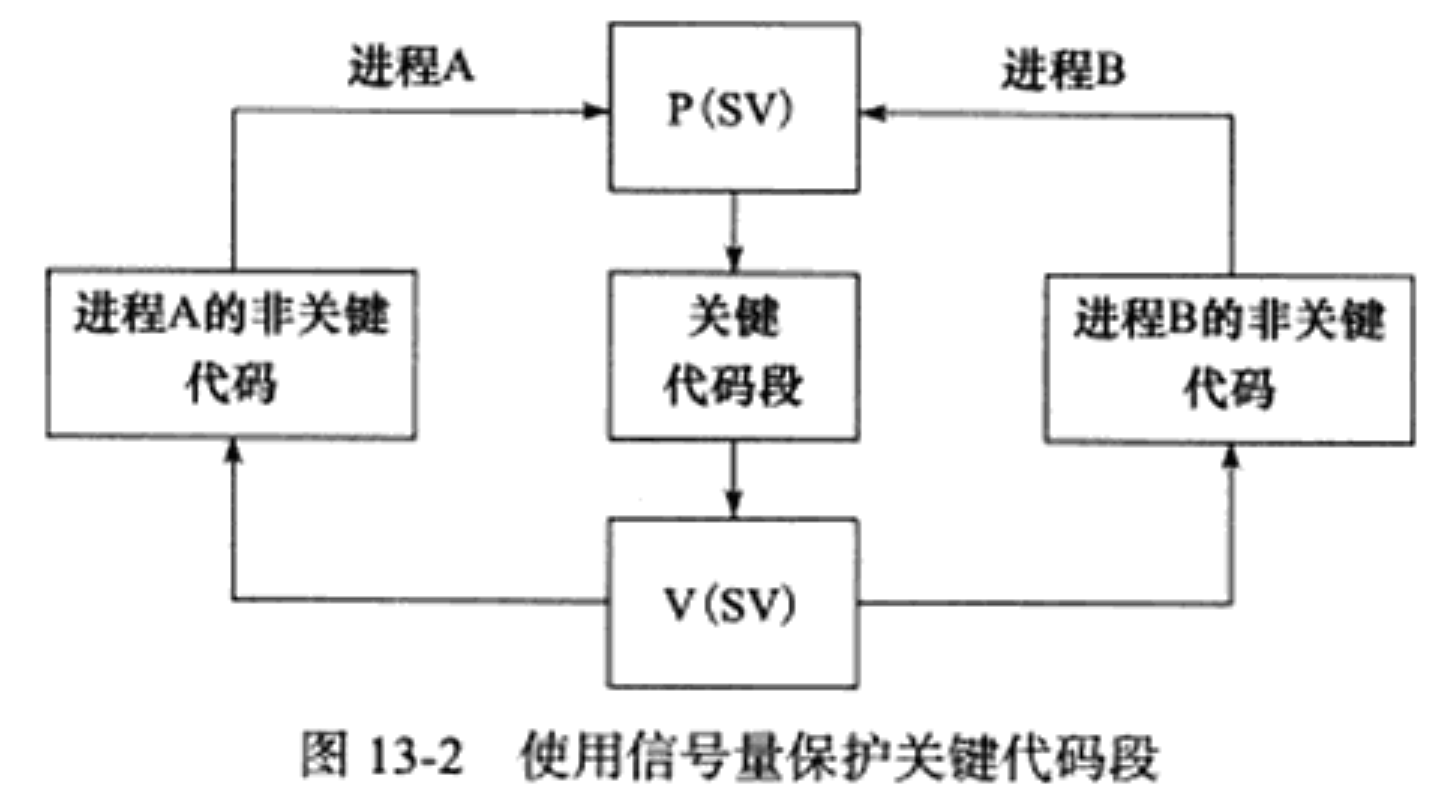 进程A
P(SV)
进程B
进程A的非关键
代码
关键
代码段
进程B的非关键
代码
V(SV)
图 13-2 使用信号量保护关键代码段